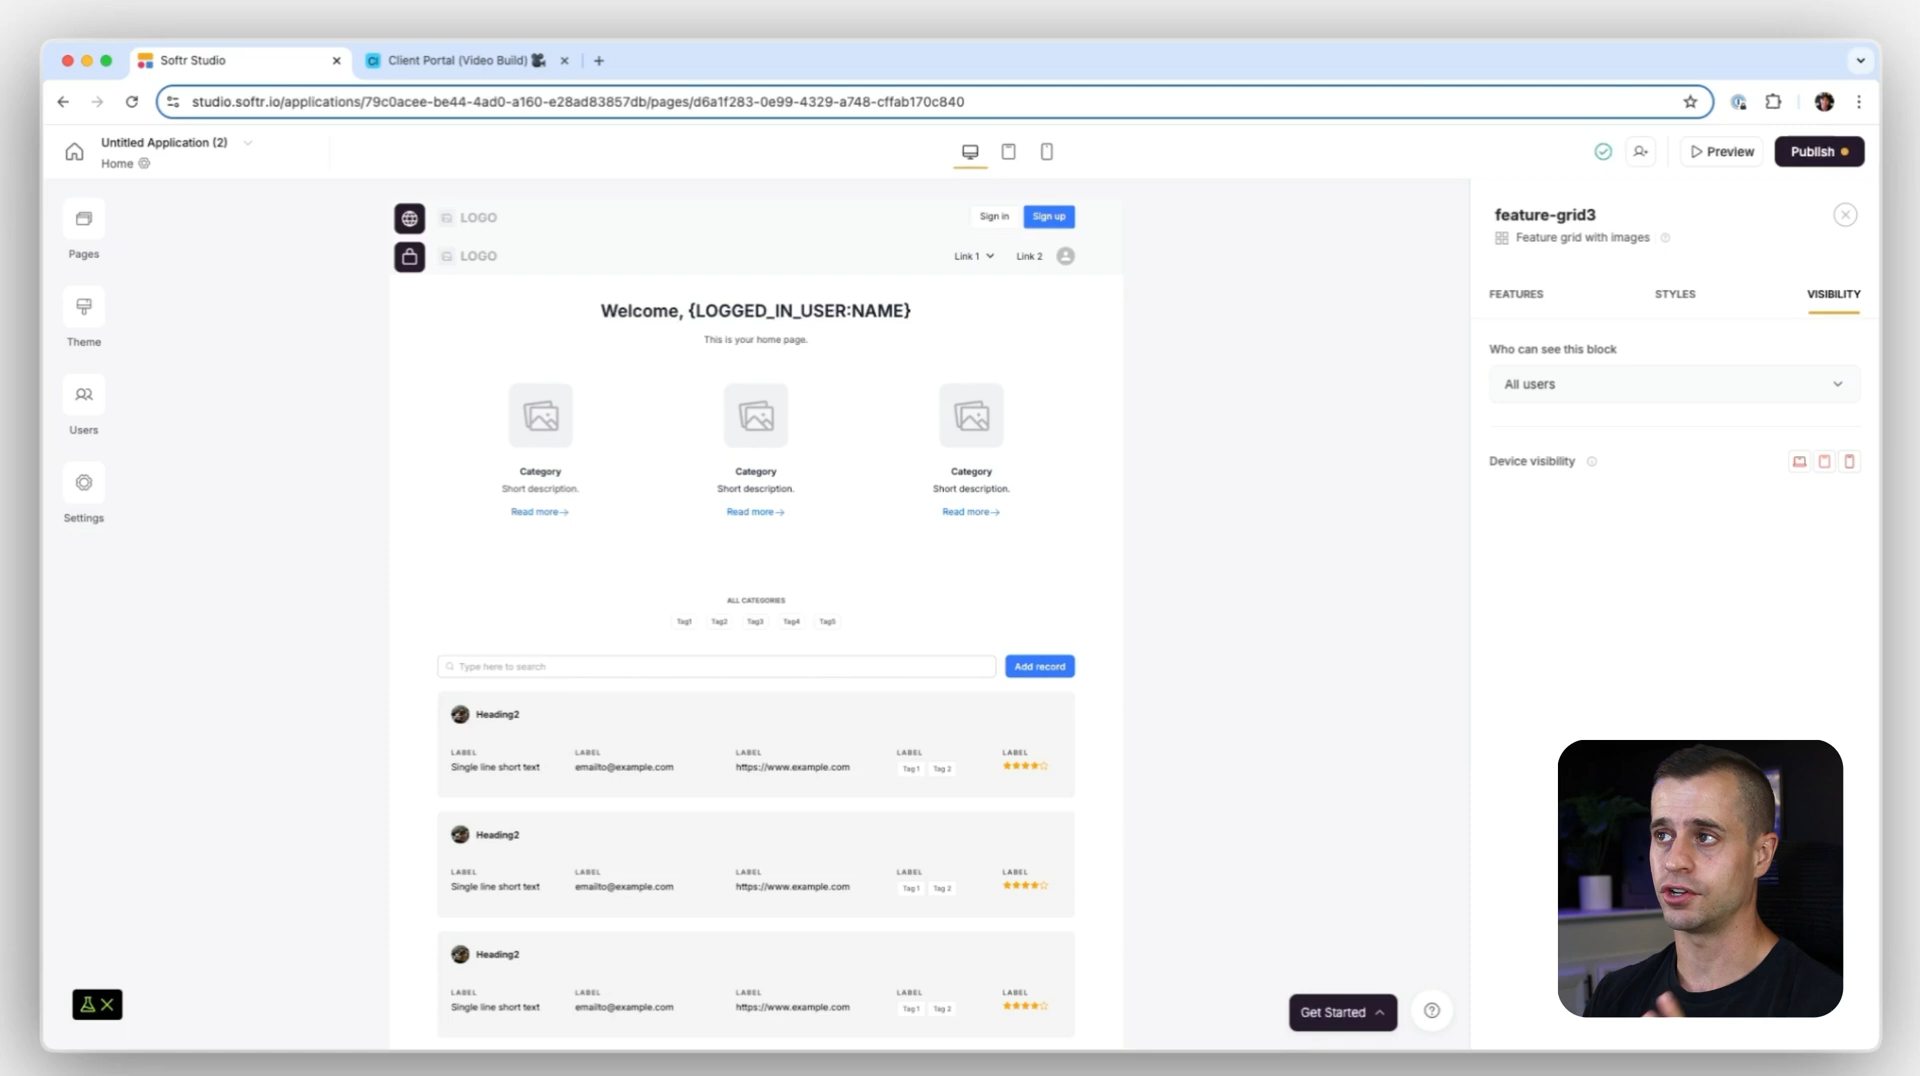 Softr Studio
Client Portal (Video Build)
studio.softr.io/applications/79c0acee-be44-4ad0-a160-e28ad83857db/pages/d6a1f283-0e99-4329-a748-cffab170c840
Untitled Application (2)
Home
Preview
Publish
Pages
Theme
Users
Settings
LOGO
Sign in
Sign up
LOGO
Link 1
Link 2
Welcome, {LOGGED_IN_USER:NAME}
This is your home page.
Category
Short description.
Read more→
Category
Short description.
Read more→
Category
Short description.
Read more→
ALL CATEGORIES
Tag1 Tag2 Tag3 Tag4 Tag5
Type here to search
Add record
Heading2
LABEL LABEL LABEL LABEL LABEL
Single line short text emailto@example.com https://www.example.com Tag 1 Tag 2
Heading2
LABEL LABEL LABEL LABEL LABEL
Single line short text emailto@example.com https://www.example.com Tag 1 Tag 2
Heading2
LABEL LABEL LABEL LABEL LABEL
Single line short text emailto@example.com https://www.example.com Tag 1 Tag 2
Get Started
feature-grid3
Feature grid with images
FEATURES
STYLES
VISIBILITY
Who can see this block
All users
Device visibility